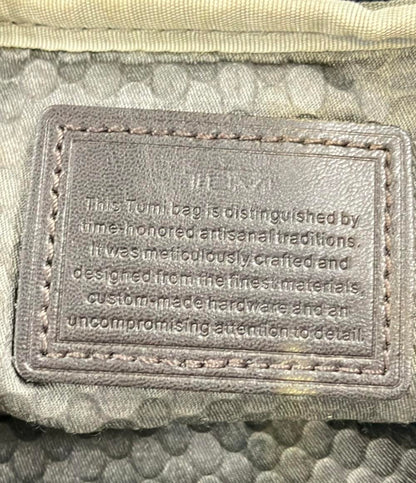 This Tumi bag is distinguished by
time-honored artisanal traditions.
It was meticulously crafted and
designed from the finest materials,
custom-made hardware and an
uncompromising attention to detail.